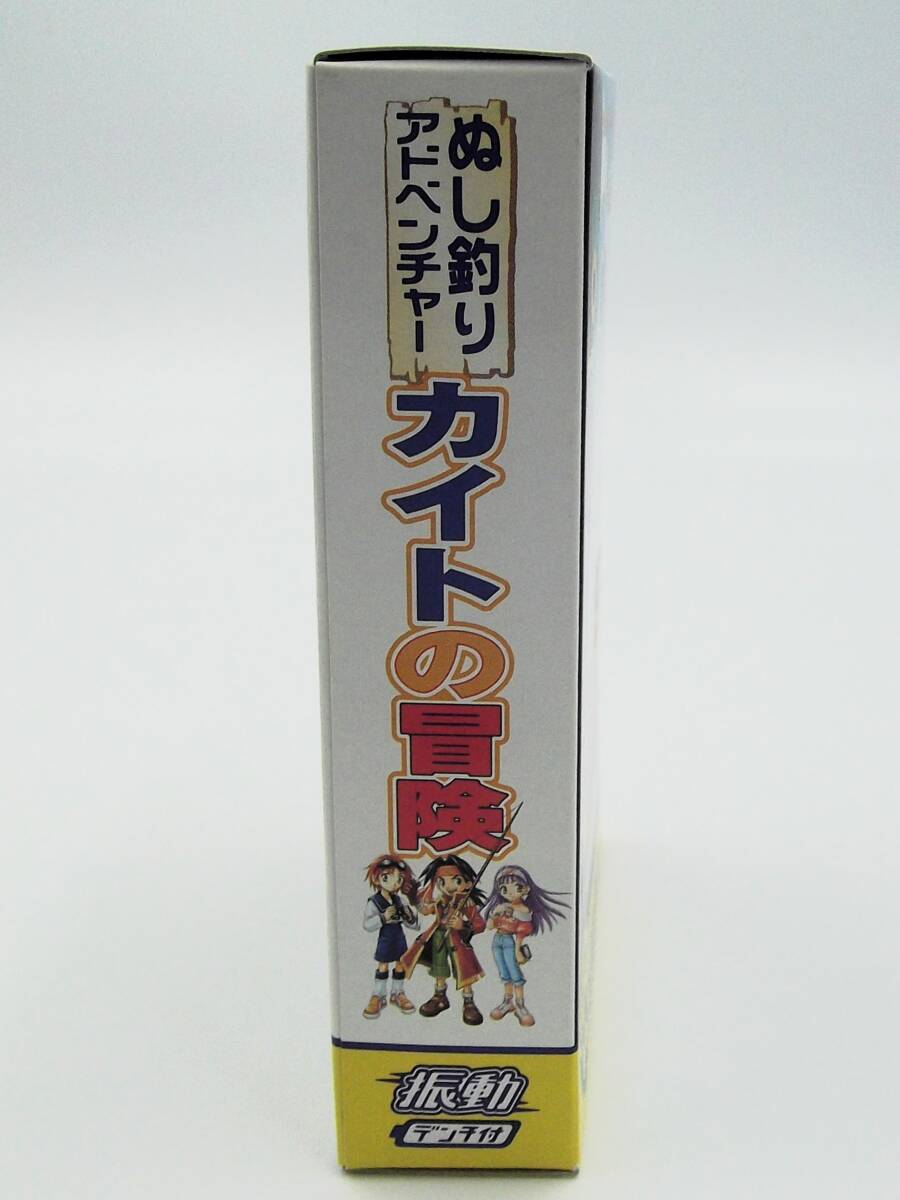 ぬし釣り
アドベンチャー
カイトの冒険
振動
デンチ付